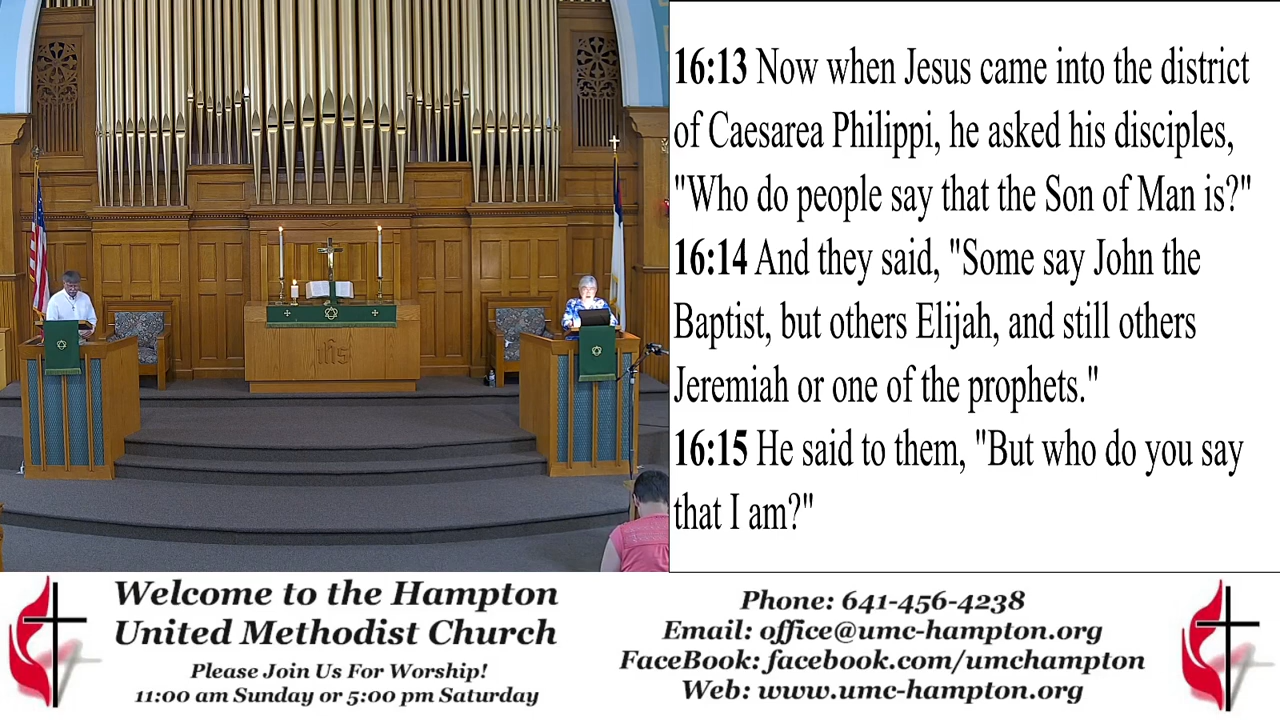 16:13 Now when Jesus came into the district
of Caesarea Philippi, he asked his disciples,
"Who do people say that the Son of Man is?"
16:14 And they said, "Some say John the
Baptist, but others Elijah, and still others
Jeremiah or one of the prophets."
16:15 He said to them, "But who do you say
that I am?"
ihs
Welcome to the Hampton
United Methodist Church
Please Join Us For Worship!
11:00 am Sunday or 5:00 pm Saturday
Phone: 641-456-4238
Email: office@umc-hampton.org
FaceBook: facebook.com/umchampton
Web: www.umc-hampton.org